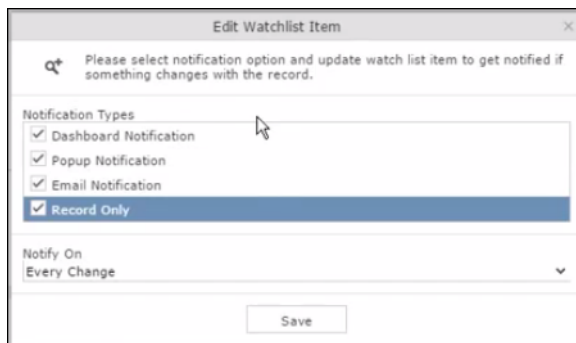 Edit Watchlist Item
Please select notification option and update watch list item to get notified if
something changes with the record.
Notification Types
Dashboard Notification
Popup Notification
Email Notification
Record Only
Notify On
Every Change
Save